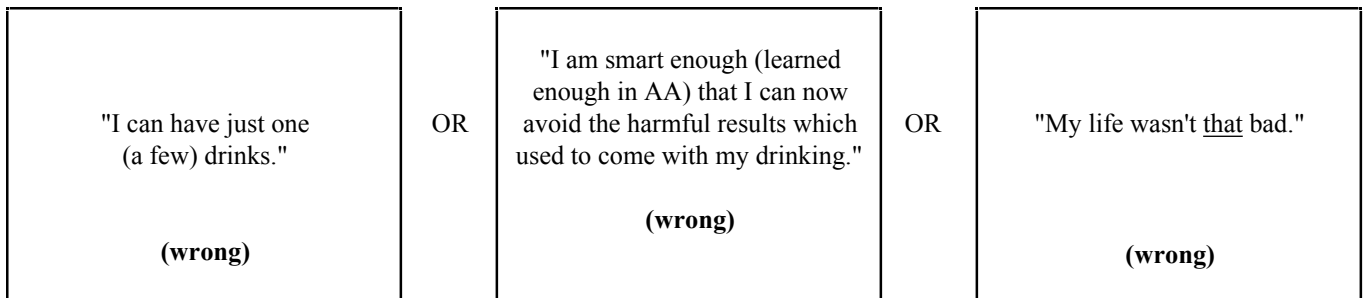 "I can have just one
(a few) drinks."
(wrong)
OR
"I am smart enough (learned
enough in AA) that I can now
avoid the harmful results which
used to come with my drinking."
(wrong)
OR
"My life wasn't that bad."
(wrong)